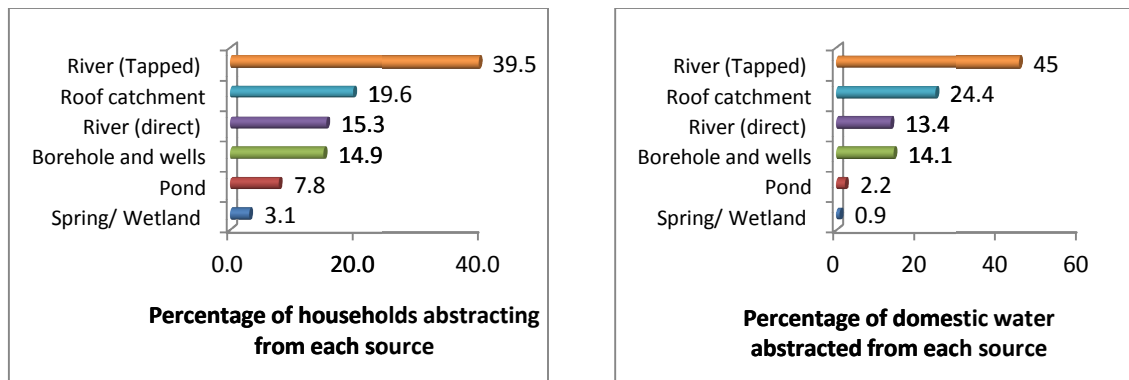 River (Tapped) 39.5
Roof catchment 19.6
River (direct) 15.3
Borehole and wells 14.9
Pond 7.8
Spring/ Wetland 3.1
0.0 20.0 40.0
Percentage of households abstracting
from each source
River (Tapped) 45
Roof catchment 24.4
River (direct) 13.4
Borehole and wells 14.1
Pond 2.2
Spring/ Wetland 0.9
0 20 40 60
Percentage of domestic water
abstracted from each source